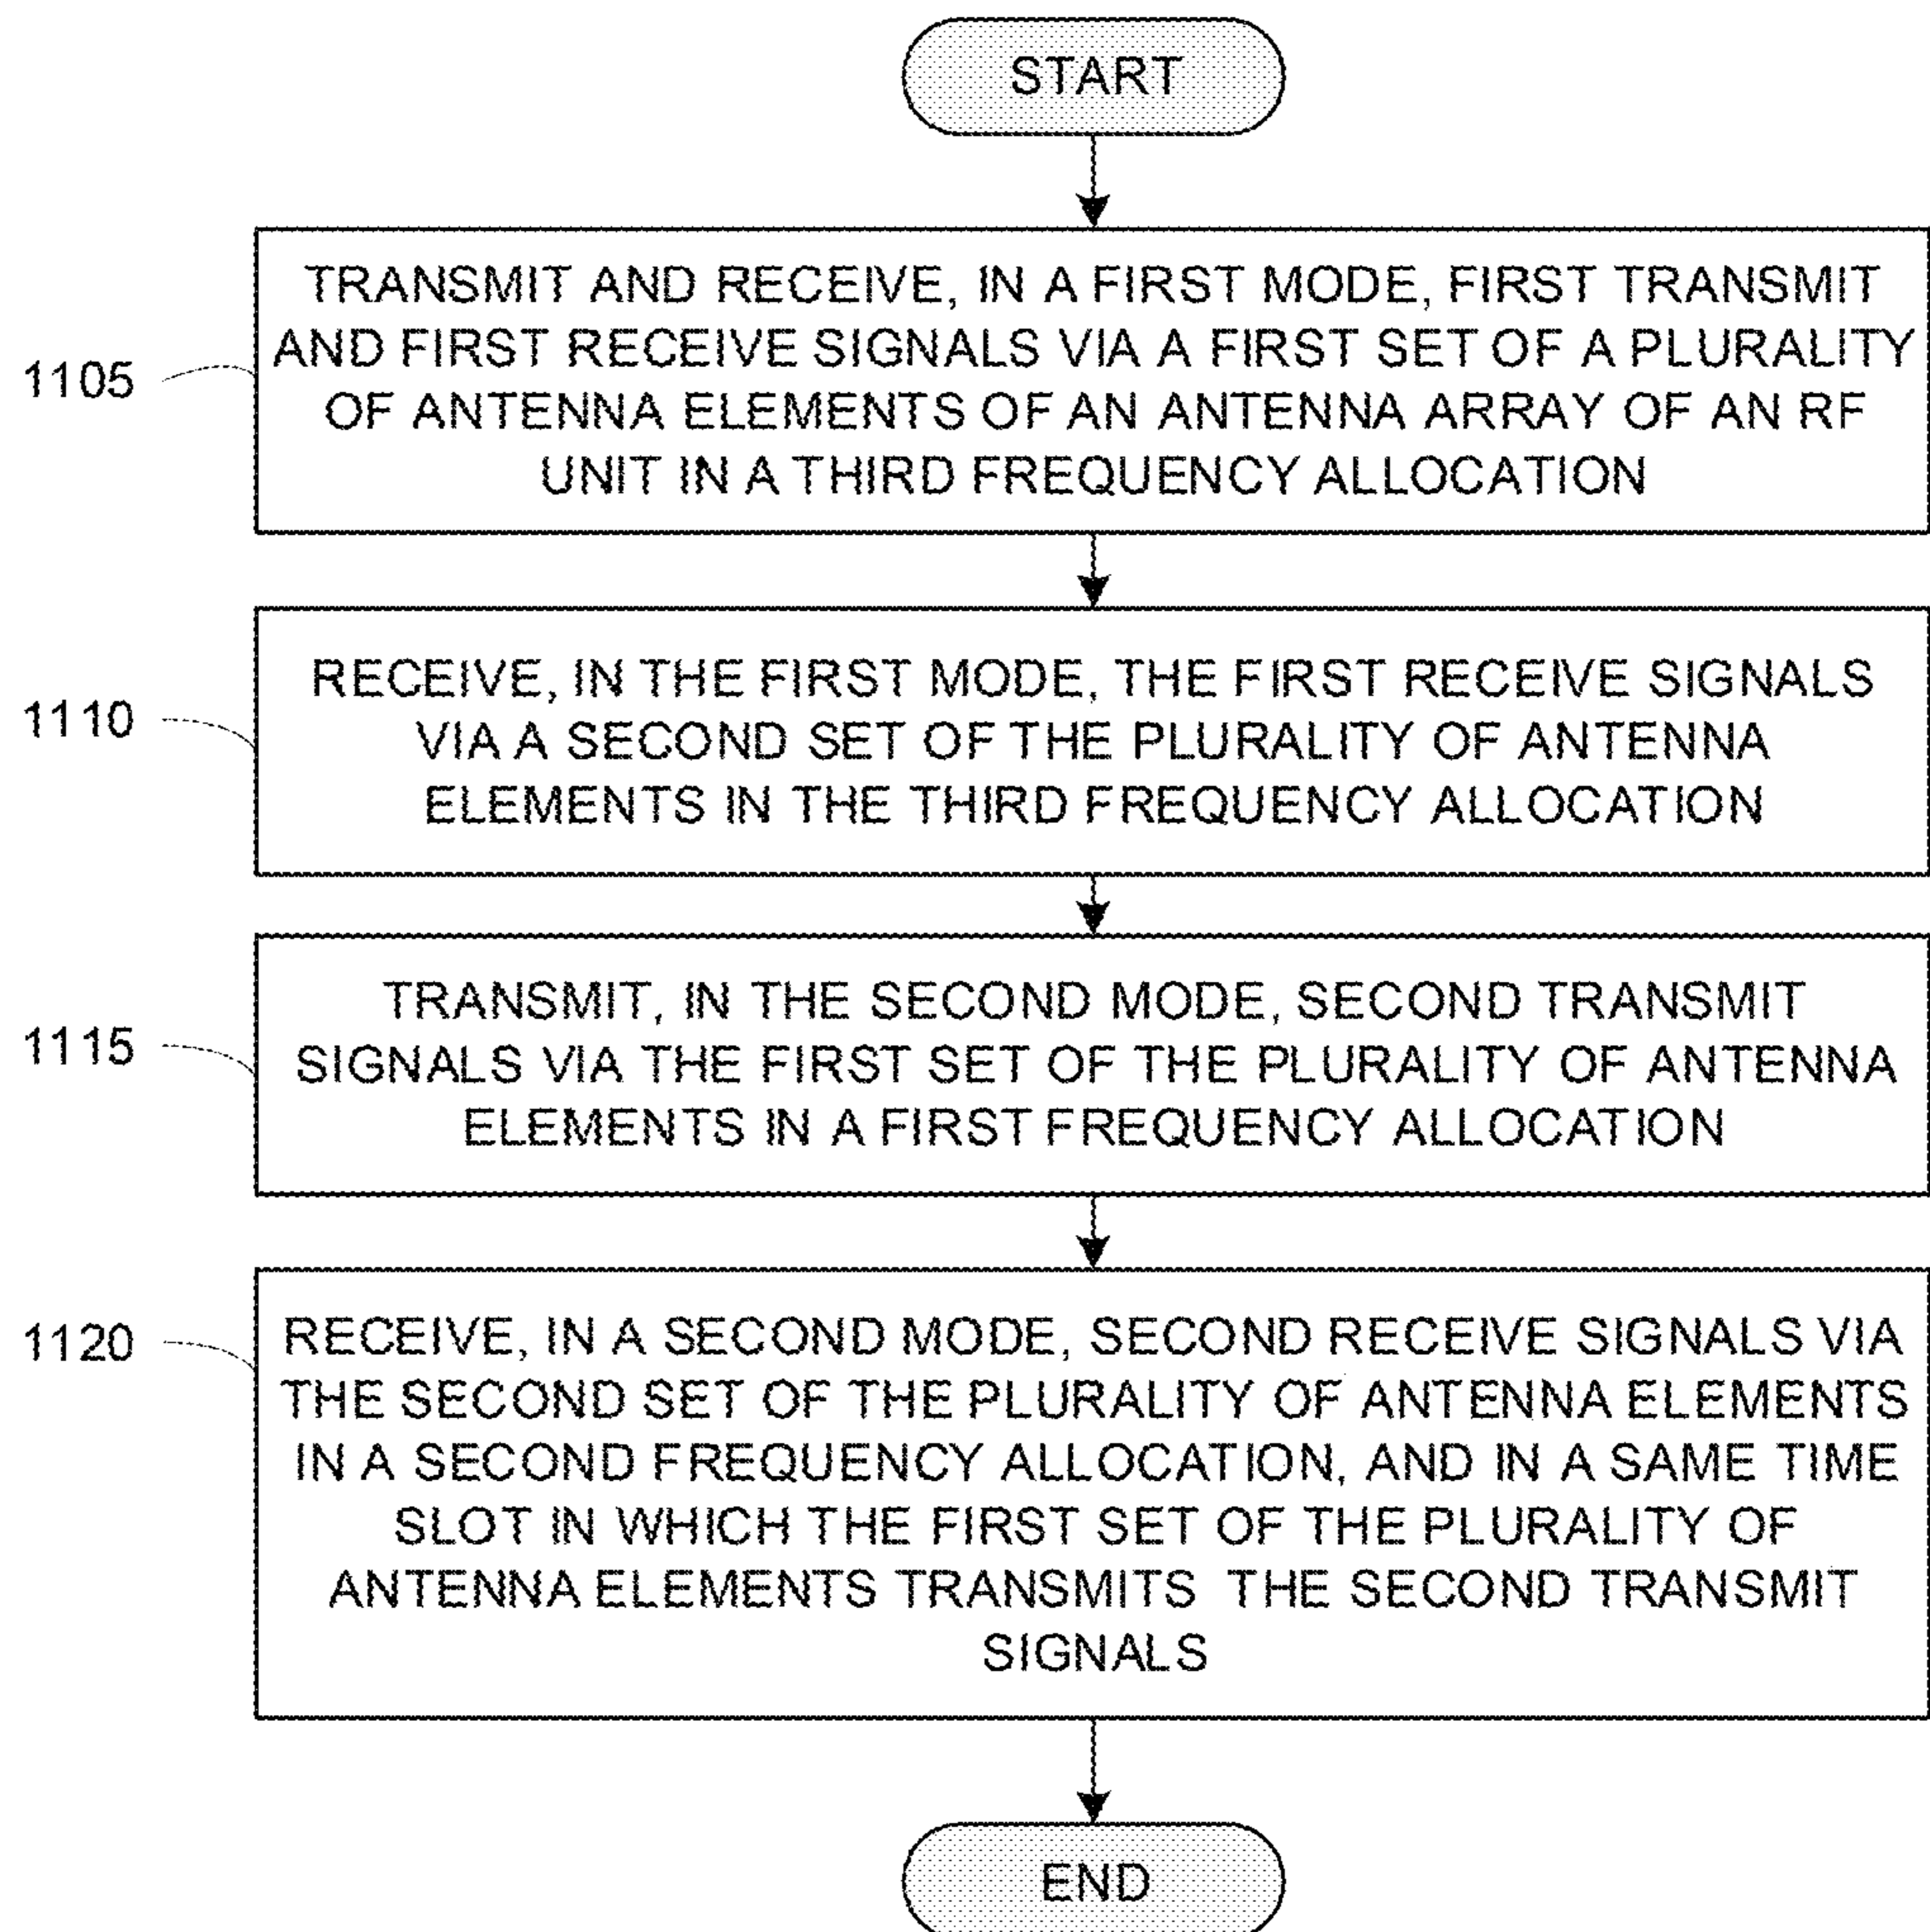 START
TRANSMIT AND RECEIVE, IN A FIRST MODE, FIRST TRANSMIT
AND FIRST RECEIVE SIGNALS VIA A FIRST SET OF A PLURALITY
OF ANTENNA ELEMENTS OF AN ANTENNA ARRAY OF AN RF
UNIT IN A THIRD FREQUENCY ALLOCATION
1105
RECEIVE, IN THE FIRST MODE, THE FIRST RECEIVE SIGNALS
VIA A SECOND SET OF THE PLURALITY OF ANTENNA
ELEMENTS IN THE THIRD FREQUENCY ALLOCATION
1110
TRANSMIT, IN THE SECOND MODE, SECOND TRANSMIT
SIGNALS VIA THE FIRST SET OF THE PLURALITY OF ANTENNA
ELEMENTS IN A FIRST FREQUENCY ALLOCATION
1115
RECEIVE, IN A SECOND MODE, SECOND RECEIVE SIGNALS VIA
THE SECOND SET OF THE PLURALITY OF ANTENNA ELEMENTS
IN A SECOND FREQUENCY ALLOCATION, AND IN A SAME TIME
SLOT IN WHICH THE FIRST SET OF THE PLURALITY OF
ANTENNA ELEMENTS TRANSMITS THE SECOND TRANSMIT
SIGNALS
1120
END